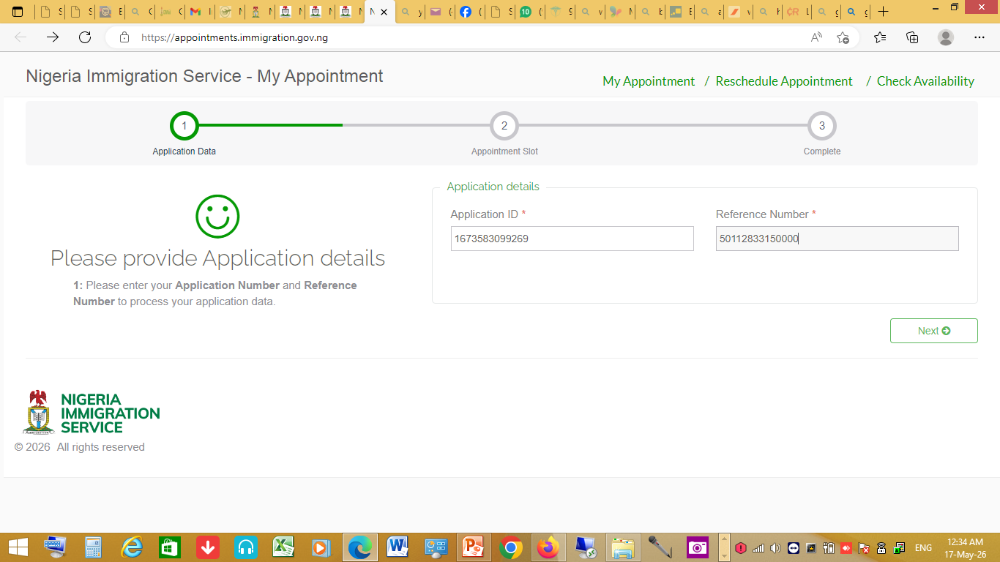 https://appointments.immigration.gov.ng
Nigeria Immigration Service - My Appointment
My Appointment / Reschedule Appointment / Check Availability
1 2 3
Application Data Appointment Slot Complete
Application details
Application ID * Reference Number *
1673583099269 50112833150000
Please provide Application details
1: Please enter your Application Number and Reference
Number to process your application data.
Next
NIGERIA
IMMIGRATION
SERVICE
© 2026 All rights reserved
ENG
12:34 AM
17-May-26